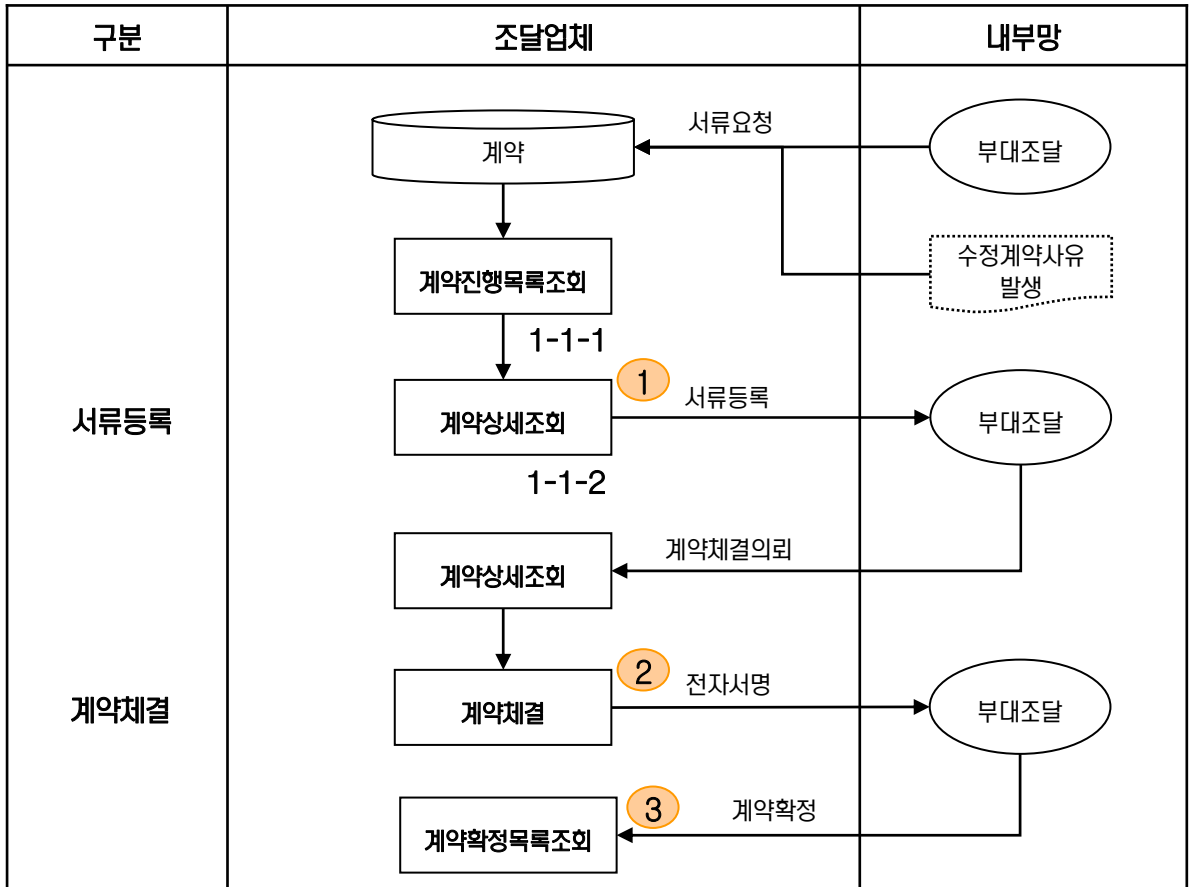 구분
조달업체
내부망
서류요청
계약
부대조달
계약진행목록조회
수정계약사유
발생
1-1-1
1
서류등록
계약상세조회
부대조달
서류등록
1-1-2
계약체결의뢰
계약상세조회
2
전자서명
계약체결
계약체결
부대조달
3
계약확정
계약확정목록조회